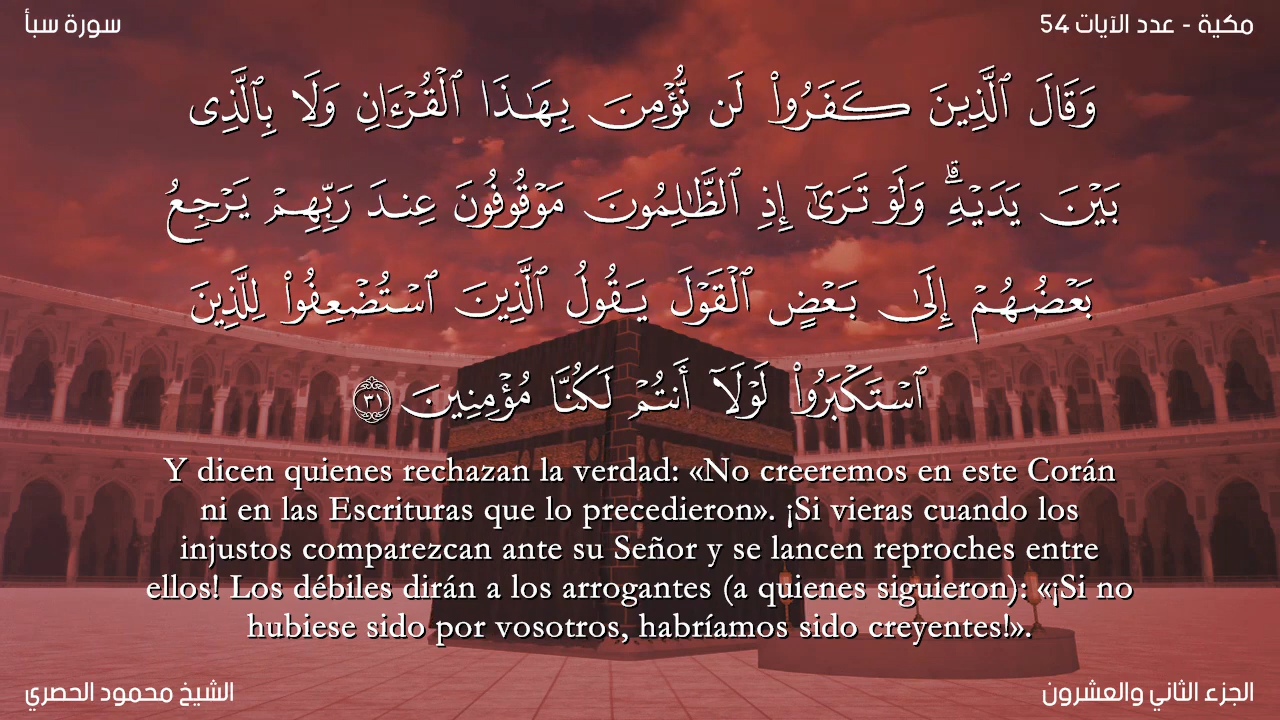 سورة سبأ
مكية - عدد الآيات 54
وَقَالَ ٱلَّذِينَ كَفَرُوا۟ لَن نُّؤْمِنَ بِهَـٰذَا ٱلْقُرْءَانِ وَلَا بِٱلَّذِى
بَيْنَ يَدَيْهِ ۗ وَلَوْ تَرَىٰٓ إِذِ ٱلظَّـٰلِمُونَ مَوْقُوفُونَ عِندَ رَبِّهِمْ يَرْجِعُ
بَعْضُهُمْ إِلَىٰ بَعْضٍ ٱلْقَوْلَ يَقُولُ ٱلَّذِينَ ٱسْتُضْعِفُوا۟ لِلَّذِينَ
ٱسْتَكْبَرُوا۟ لَوْلَآ أَنتُمْ لَكُنَّا مُؤْمِنِينَ ٣١
Y dicen quienes rechazan la verdad: «No creeremos en este Corán
ni en las Escrituras que lo precedieron». ¡Si vieras cuando los
injustos comparezcan ante su Señor y se lancen reproches entre
ellos! Los débiles dirán a los arrogantes (a quienes siguieron): «¡Si no
hubiese sido por vosotros, habríamos sido creyentes!».
الشيخ محمود الحصري
الجزء الثاني والعشرون